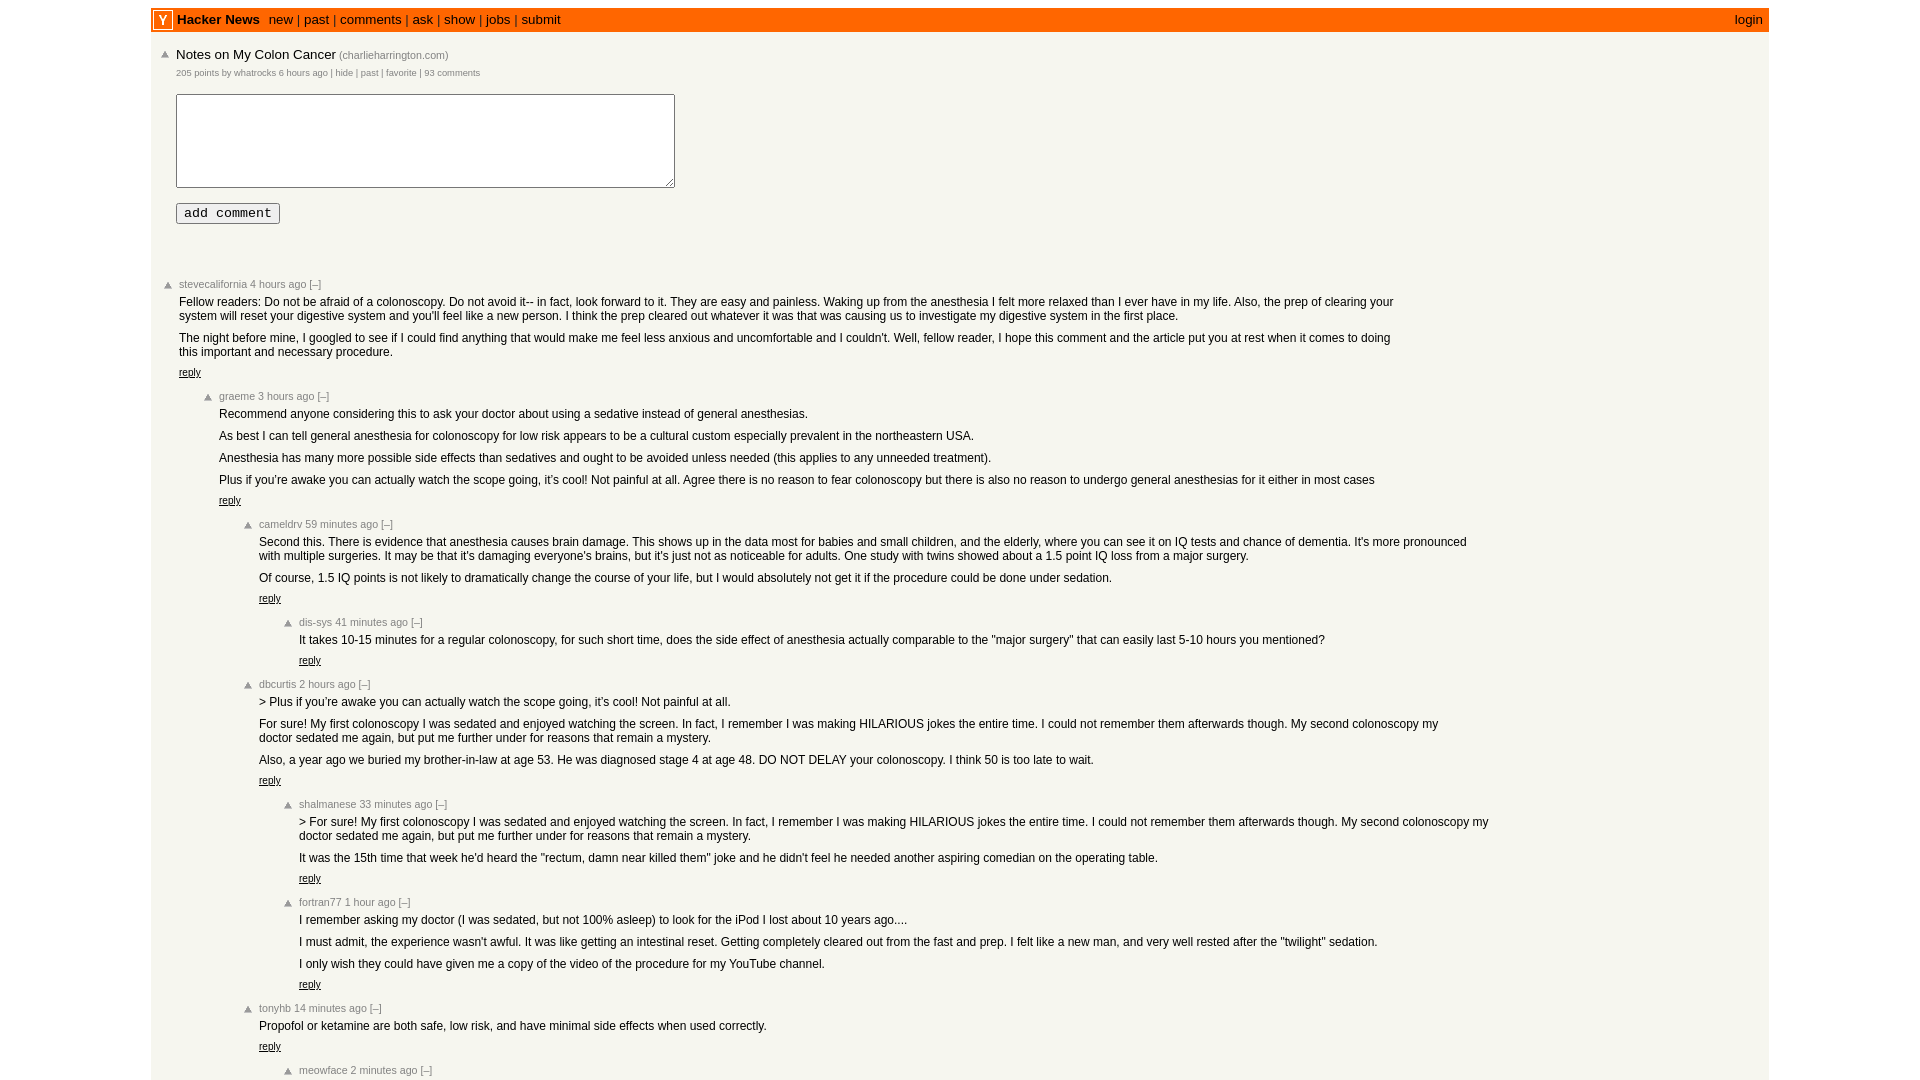 Y Hacker News new | past | comments | ask | show | jobs | submit login
Notes on My Colon Cancer (charlieharrington.com)
205 points by whatrocks 6 hours ago | hide | past | favorite | 93 comments
add comment
stevecalifornia 4 hours ago [–]
Fellow readers: Do not be afraid of a colonoscopy. Do not avoid it-- in fact, look forward to it. They are easy and painless. Waking up from the anesthesia I felt more relaxed than I ever have in my life. Also, the prep of clearing your
system will reset your digestive system and you'll feel like a new person. I think the prep cleared out whatever it was that was causing us to investigate my digestive system in the first place.
The night before mine, I googled to see if I could find anything that would make me feel less anxious and uncomfortable and I couldn't. Well, fellow reader, I hope this comment and the article put you at rest when it comes to doing
this important and necessary procedure.
reply
graeme 3 hours ago [–]
Recommend anyone considering this to ask your doctor about using a sedative instead of general anesthesias.
As best I can tell general anesthesia for colonoscopy for low risk appears to be a cultural custom especially prevalent in the northeastern USA.
Anesthesia has many more possible side effects than sedatives and ought to be avoided unless needed (this applies to any unneeded treatment).
Plus if you’re awake you can actually watch the scope going, it’s cool! Not painful at all. Agree there is no reason to fear colonoscopy but there is also no reason to undergo general anesthesias for it either in most cases
reply
cameldrv 59 minutes ago [–]
Second this. There is evidence that anesthesia causes brain damage. This shows up in the data most for babies and small children, and the elderly, where you can see it on IQ tests and chance of dementia. It's more pronounced
with multiple surgeries. It may be that it's damaging everyone's brains, but it's just not as noticeable for adults. One study with twins showed about a 1.5 point IQ loss from a major surgery.
Of course, 1.5 IQ points is not likely to dramatically change the course of your life, but I would absolutely not get it if the procedure could be done under sedation.
reply
dis-sys 41 minutes ago [–]
It takes 10-15 minutes for a regular colonoscopy, for such short time, does the side effect of anesthesia actually comparable to the "major surgery" that can easily last 5-10 hours you mentioned?
reply
dbcurtis 2 hours ago [–]
> Plus if you’re awake you can actually watch the scope going, it’s cool! Not painful at all.
For sure! My first colonoscopy I was sedated and enjoyed watching the screen. In fact, I remember I was making HILARIOUS jokes the entire time. I could not remember them afterwards though. My second colonoscopy my
doctor sedated me again, but put me further under for reasons that remain a mystery.
Also, a year ago we buried my brother-in-law at age 53. He was diagnosed stage 4 at age 48. DO NOT DELAY your colonoscopy. I think 50 is too late to wait.
reply
shalmanese 33 minutes ago [–]
> For sure! My first colonoscopy I was sedated and enjoyed watching the screen. In fact, I remember I was making HILARIOUS jokes the entire time. I could not remember them afterwards though. My second colonoscopy my
doctor sedated me again, but put me further under for reasons that remain a mystery.
It was the 15th time that week he'd heard the "rectum, damn near killed them" joke and he didn't feel he needed another aspiring comedian on the operating table.
reply
fortran77 1 hour ago [–]
I remember asking my doctor (I was sedated, but not 100% asleep) to look for the iPod I lost about 10 years ago....
I must admit, the experience wasn't awful. It was like getting an intestinal reset. Getting completely cleared out from the fast and prep. I felt like a new man, and very well rested after the "twilight" sedation.
I only wish they could have given me a copy of the video of the procedure for my YouTube channel.
reply
tonyhb 14 minutes ago [–]
Propofol or ketamine are both safe, low risk, and have minimal side effects when used correctly.
reply
meowface 2 minutes ago [–]